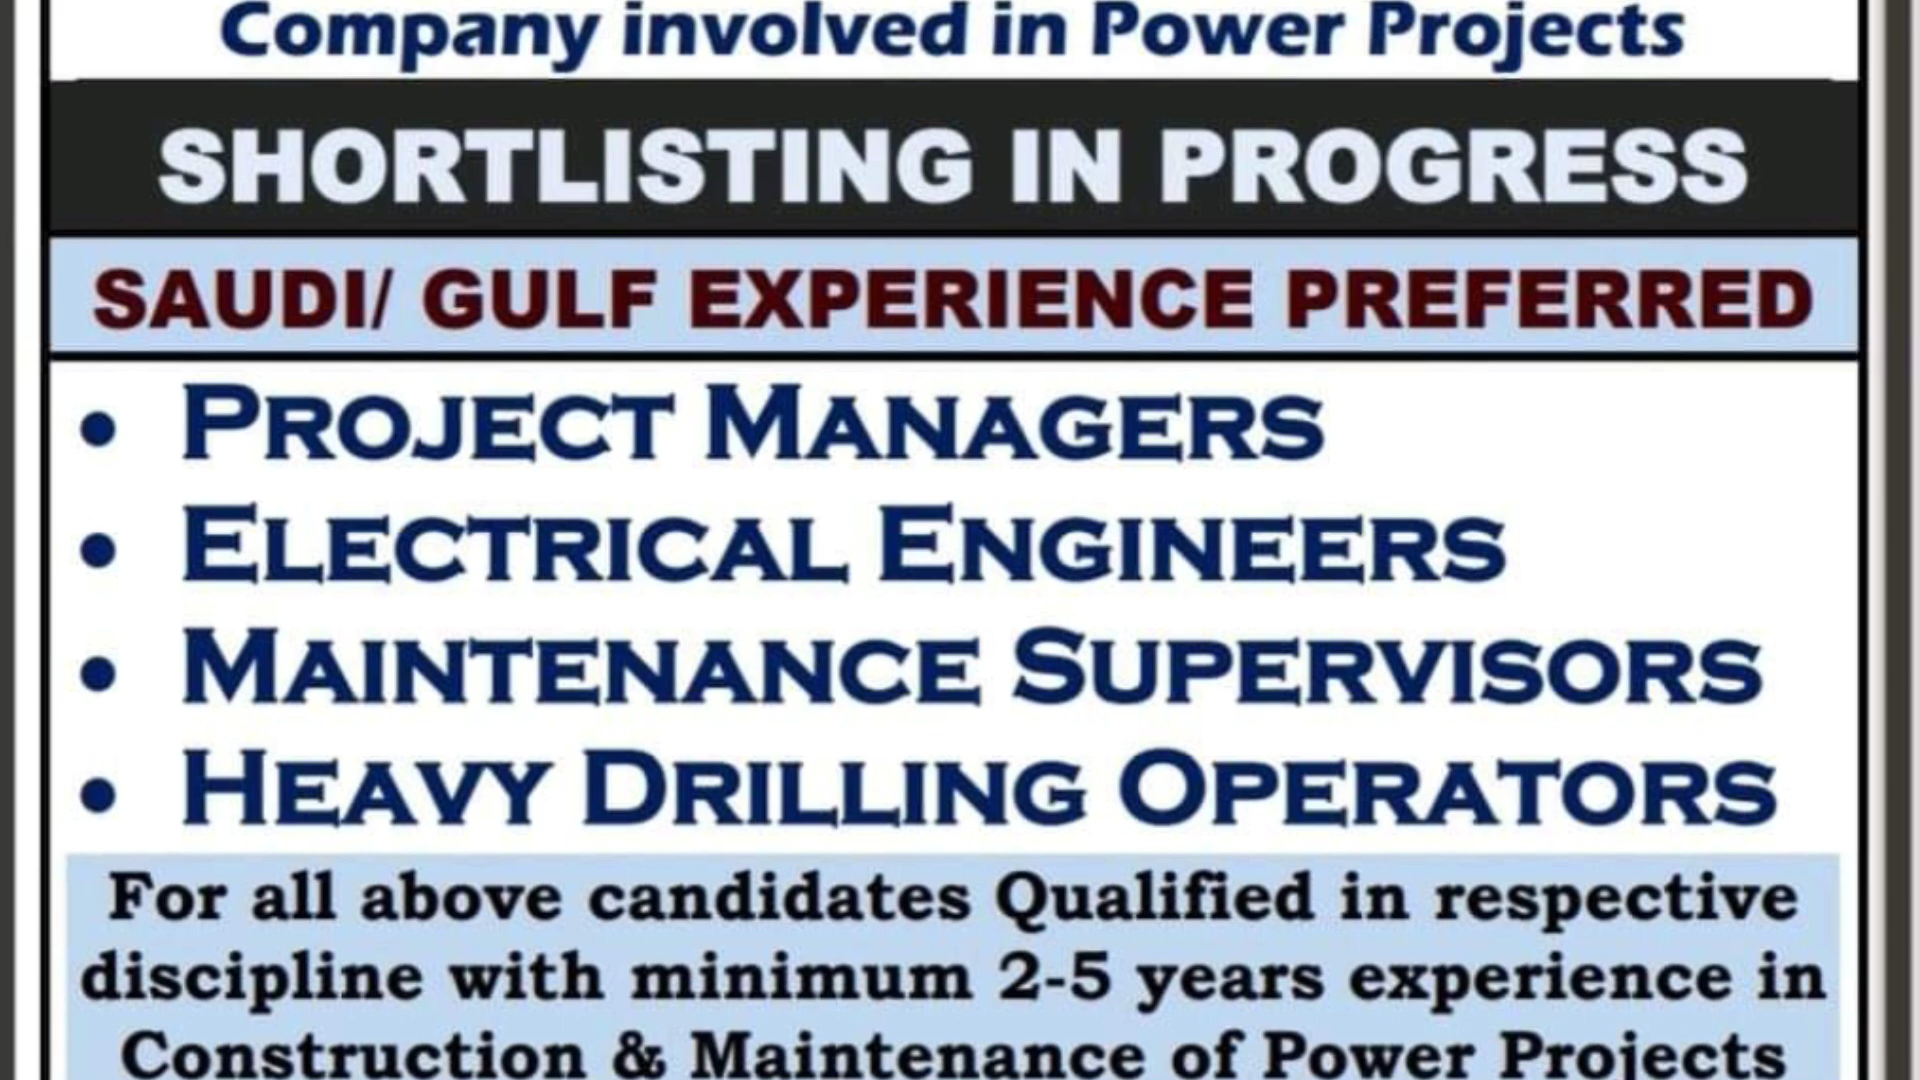 Company involved in Power Projects
SHORTLISTING IN PROGRESS
SAUDI/ GULF EXPERIENCE PREFERRED
• PROJECT MANAGERS
• ELECTRICAL ENGINEERS
• MAINTENANCE SUPERVISORS
• HEAVY DRILLING OPERATORS
For all above candidates Qualified in respective
discipline with minimum 2-5 years experience in
Construction & Maintenance of Power Projects